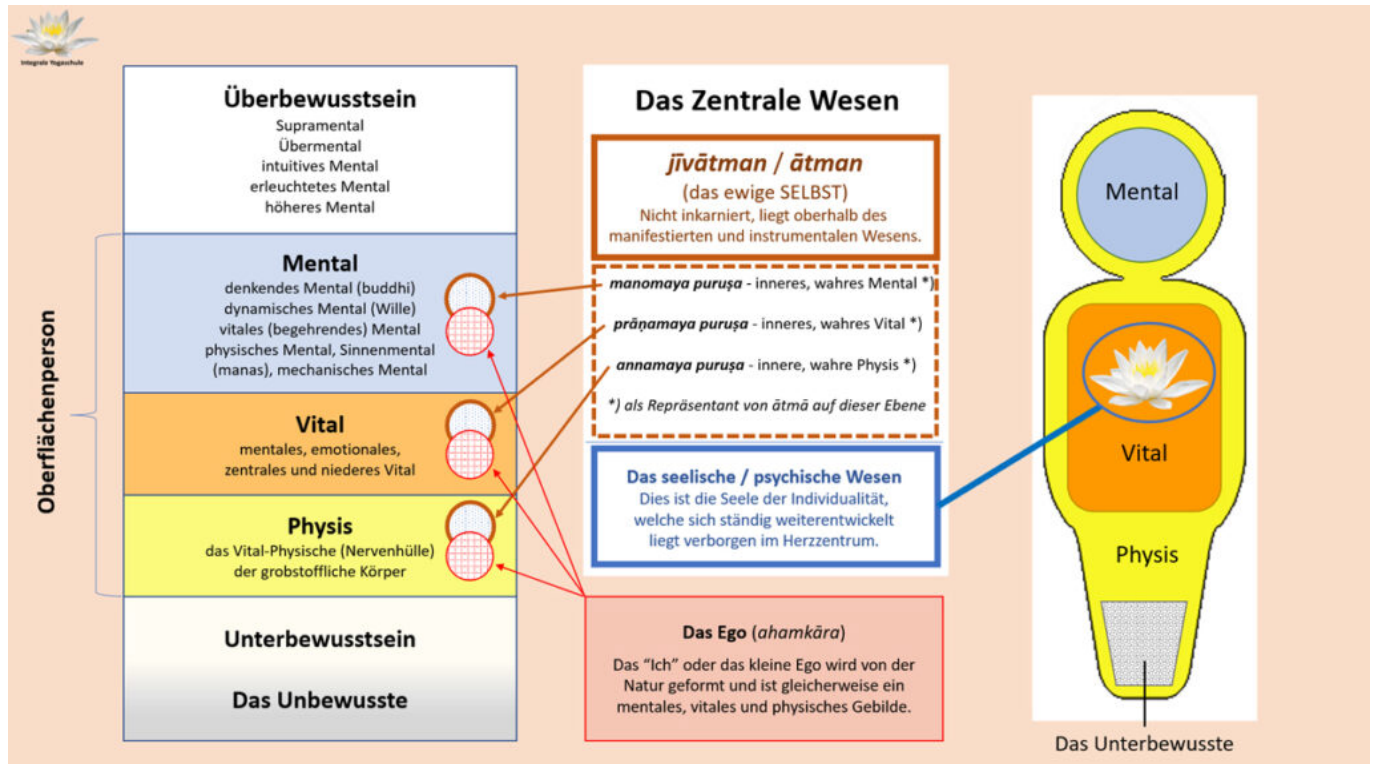 Integrale Yogaschule
Oberflächenperson
Überbewusstsein
Supramental
Übermental
intuitives Mental
erleuchtetes Mental
höheres Mental
Mental
denkendes Mental (buddhi)
dynamisches Mental (Wille)
vitales (begehrendes) Mental
physisches Mental, Sinnenmental
(manas), mechanisches Mental
Vital
mentales, emotionales,
zentrales und niederes Vital
Physis
das Vital-Physische (Nervenhülle)
der grobstoffliche Körper
Unterbewusstsein
Das Unbewusste
Das Zentrale Wesen
jīvātman / ātman
(das ewige SELBST)
Nicht inkarniert, liegt oberhalb des
manifestierten und instrumentalen Wesens.
manomaya puruṣa - inneres, wahres Mental *)
prāṇamaya puruṣa - inneres, wahres Vital *)
annamaya puruṣa - innere, wahre Physis *)
*) als Repräsentant von ātmā auf dieser Ebene
Das seelische / psychische Wesen
Dies ist die Seele der Individualität,
welche sich ständig weiterentwickelt
liegt verborgen im Herzzentrum.
Das Ego (ahamkāra)
Das “Ich” oder das kleine Ego wird von der
Natur geformt und ist gleicherweise ein
mentales, vitales und physisches Gebilde.
Mental
Vital
Physis
Das Unterbewusste